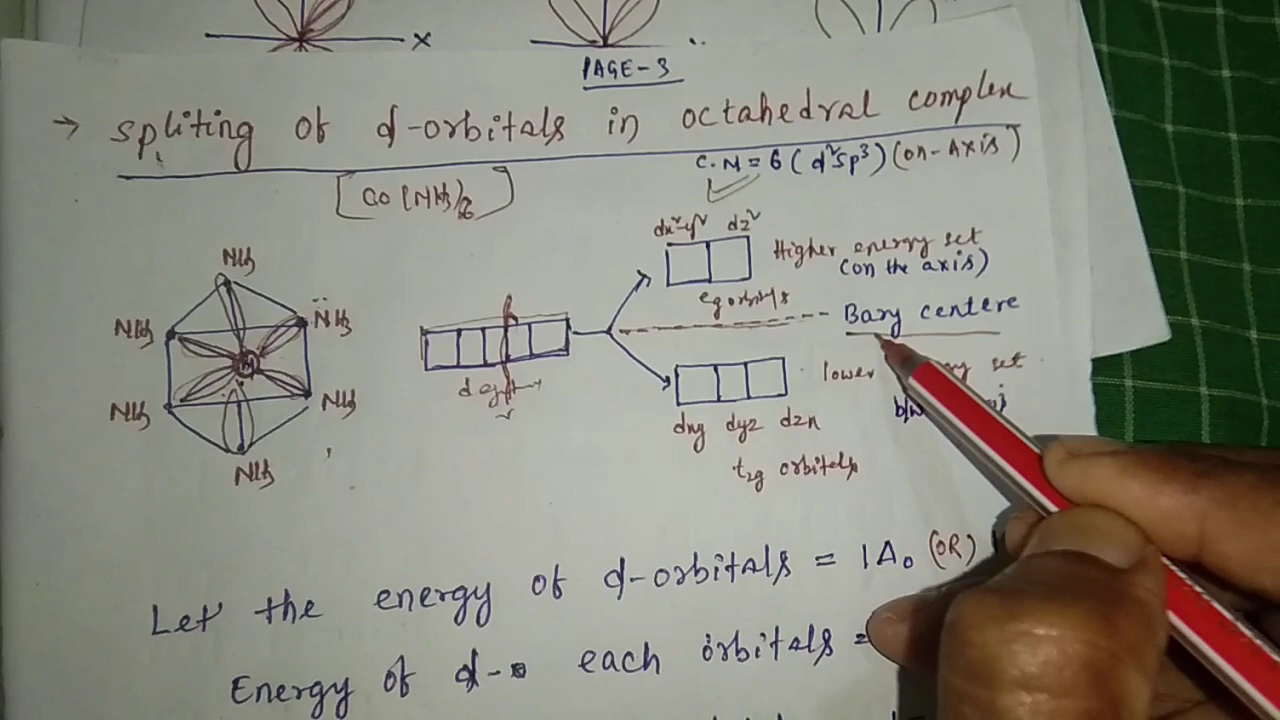 x
PAGE-3
→ spliting of d-orbitals in octahedral complex
C.N = 6 (d²sp³) (on-Axis)
[Co(NH₃)₆]
dx²-y² dz²
Higher energy set
(on the axis)
eg orbitals
NH₃
NH₃
NH₃
M
NH₃
NH₃
NH₃
Bary centere
lower set
dxy dyz dzx
t₂g orbitals
Let the energy of d-orbitals = 1Δ₀ (OR)
Energy of d- each orbitals =